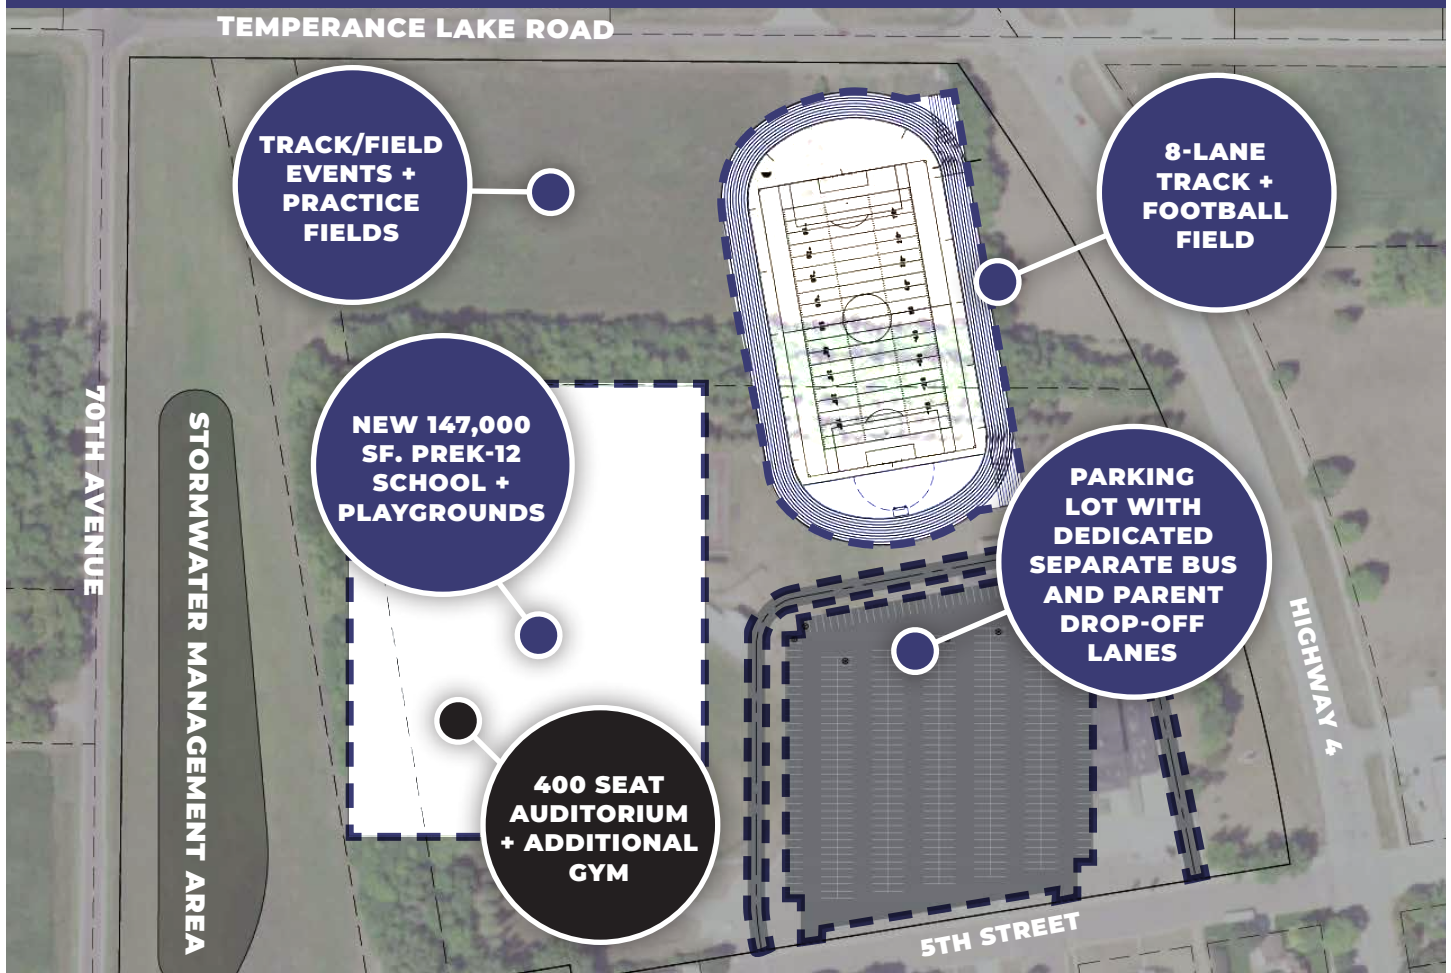 TEMPERANCE LAKE ROAD
TRACK/FIELD
EVENTS +
PRACTICE
FIELDS
8-LANE
TRACK +
FOOTBALL
FIELD
70TH AVENUE
STORMWATER MANAGEMENT AREA
NEW 147,000
SF. PREK-12
SCHOOL +
PLAYGROUNDS
PARKING
LOT WITH
DEDICATED
SEPARATE BUS
AND PARENT
DROP-OFF
LANES
HIGHWAY 4
400 SEAT
AUDITORIUM
+ ADDITIONAL
GYM
5TH STREET